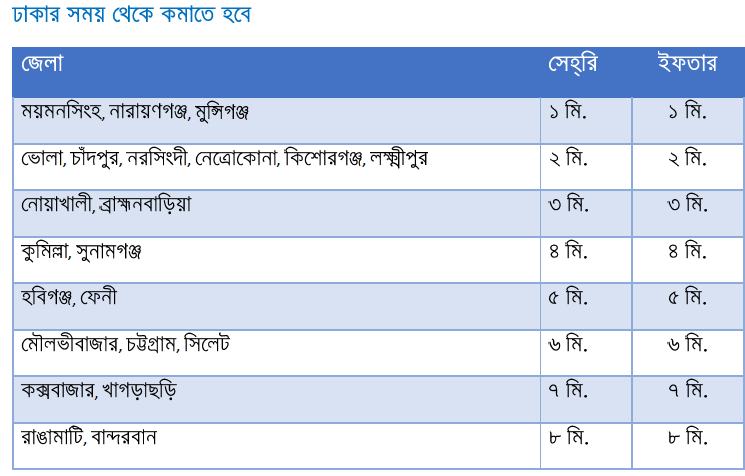 ঢাকার সময় থেকে কমাতে হবে
জেলা সেহ্‌রি ইফতার
ময়মনসিংহ, নারায়ণগঞ্জ, মুন্সিগঞ্জ ১ মি. ১ মি.
ভোলা, চাঁদপুর, নরসিংদী, নেত্রোকোনা, কিশোরগঞ্জ, লক্ষ্মীপুর ২ মি. ২ মি.
নোয়াখালী, ব্রাহ্মনবাড়িয়া ৩ মি. ৩ মি.
কুমিল্লা, সুনামগঞ্জ ৪ মি. ৪ মি.
হবিগঞ্জ, ফেনী ৫ মি. ৫ মি.
মৌলভীবাজার, চট্টগ্রাম, সিলেট ৬ মি. ৬ মি.
কক্সবাজার, খাগড়াছড়ি ৭ মি. ৭ মি.
রাঙামাটি, বান্দরবান ৮ মি. ৮ মি.